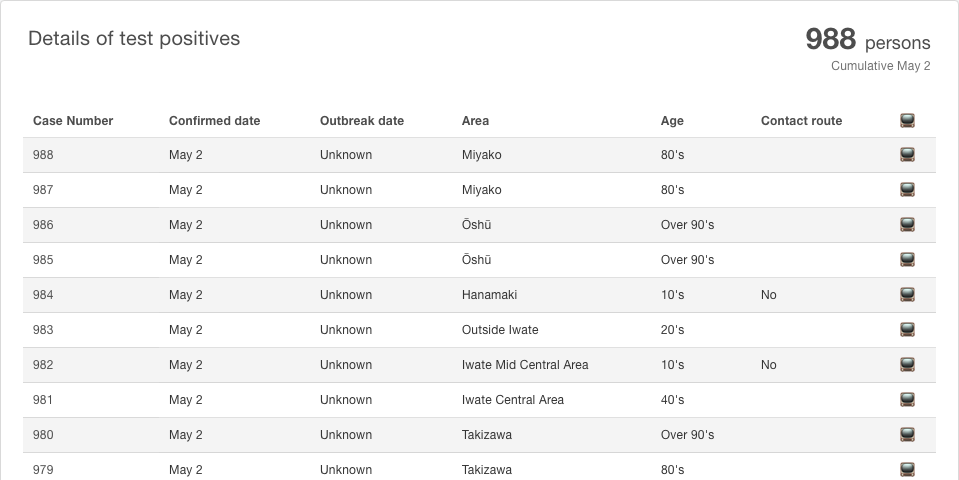 Details of test positives
988 persons
Cumulative May 2
Case Number Confirmed date Outbreak date Area Age Contact route
988 May 2 Unknown Miyako 80's
987 May 2 Unknown Miyako 80's
986 May 2 Unknown Ōshū Over 90's
985 May 2 Unknown Ōshū Over 90's
984 May 2 Unknown Hanamaki 10's No
983 May 2 Unknown Outside Iwate 20's
982 May 2 Unknown Iwate Mid Central Area 10's No
981 May 2 Unknown Iwate Central Area 40's
980 May 2 Unknown Takizawa Over 90's
979 May 2 Unknown Takizawa 80's